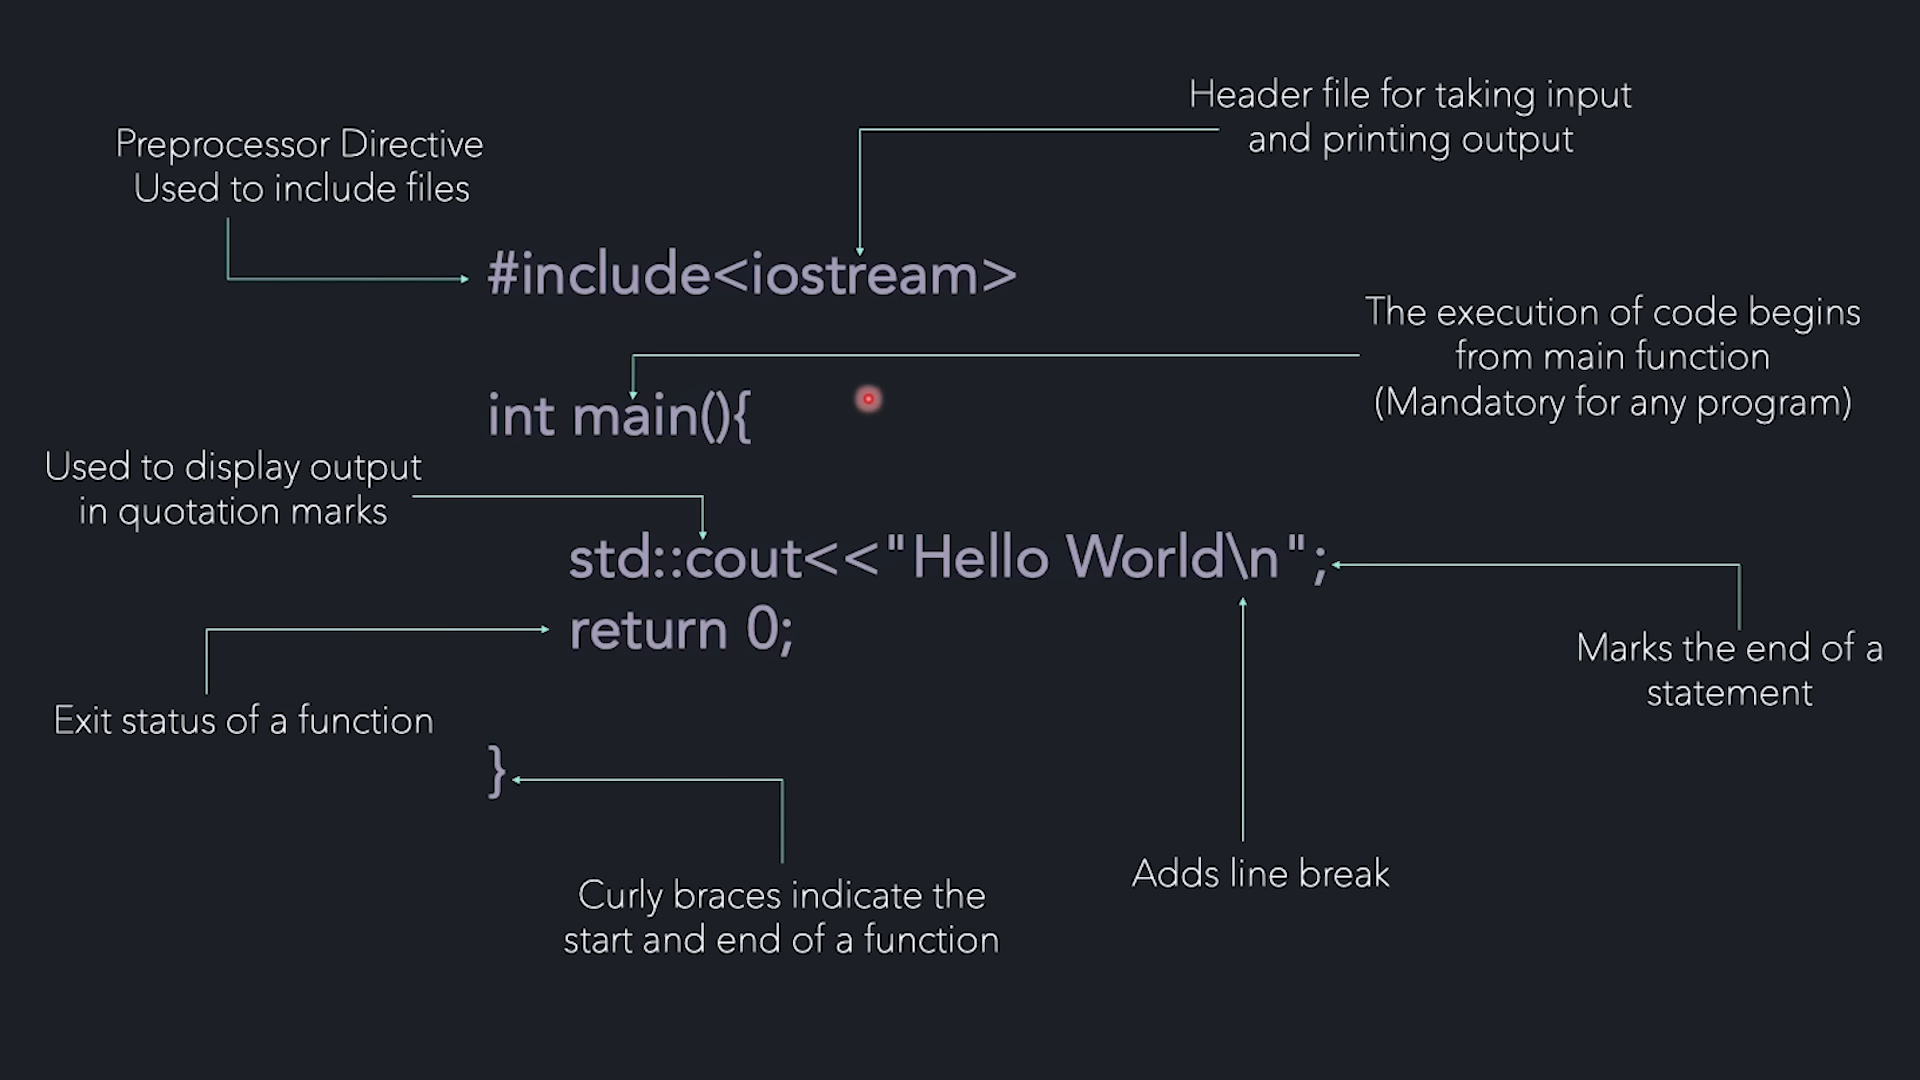 Header file for taking input
and printing output
Preprocessor Directive
Used to include files
#include<iostream>
The execution of code begins
from main function
(Mandatory for any program)
int main(){
Used to display output
in quotation marks
std::cout<<"Hello World\n";
return 0;
Marks the end of a
statement
Exit status of a function
}
Adds line break
Curly braces indicate the
start and end of a function